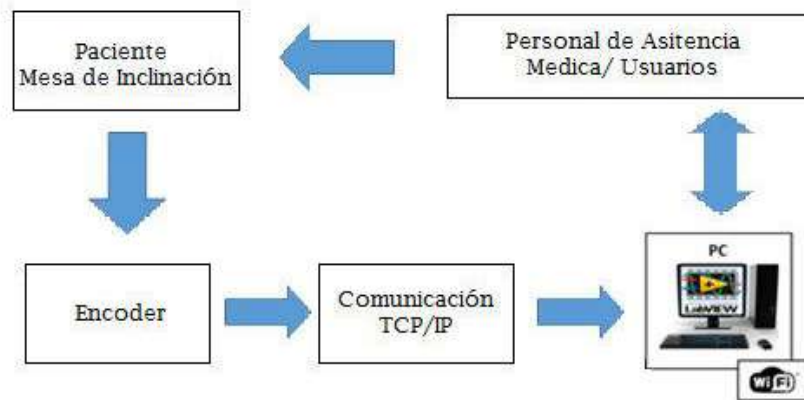 Paciente
Mesa de Inclinación
Personal de Asitencia
Medica/ Usuarios
Encoder
Comunicación
TCP/IP
PC
LabVIEW
WiFi